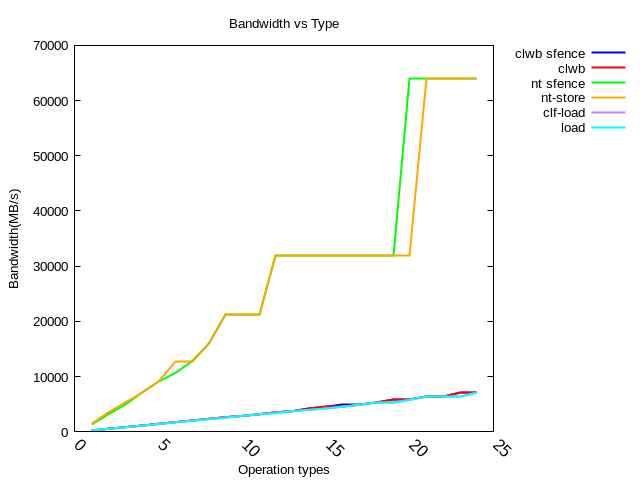 Bandwidth vs Type
70000
60000
50000
40000
30000
20000
10000
0
Bandwidth(MB/s)
0
5
10
15
20
25
Operation types
clwb sfence
clwb
nt sfence
nt-store
clf-load
load